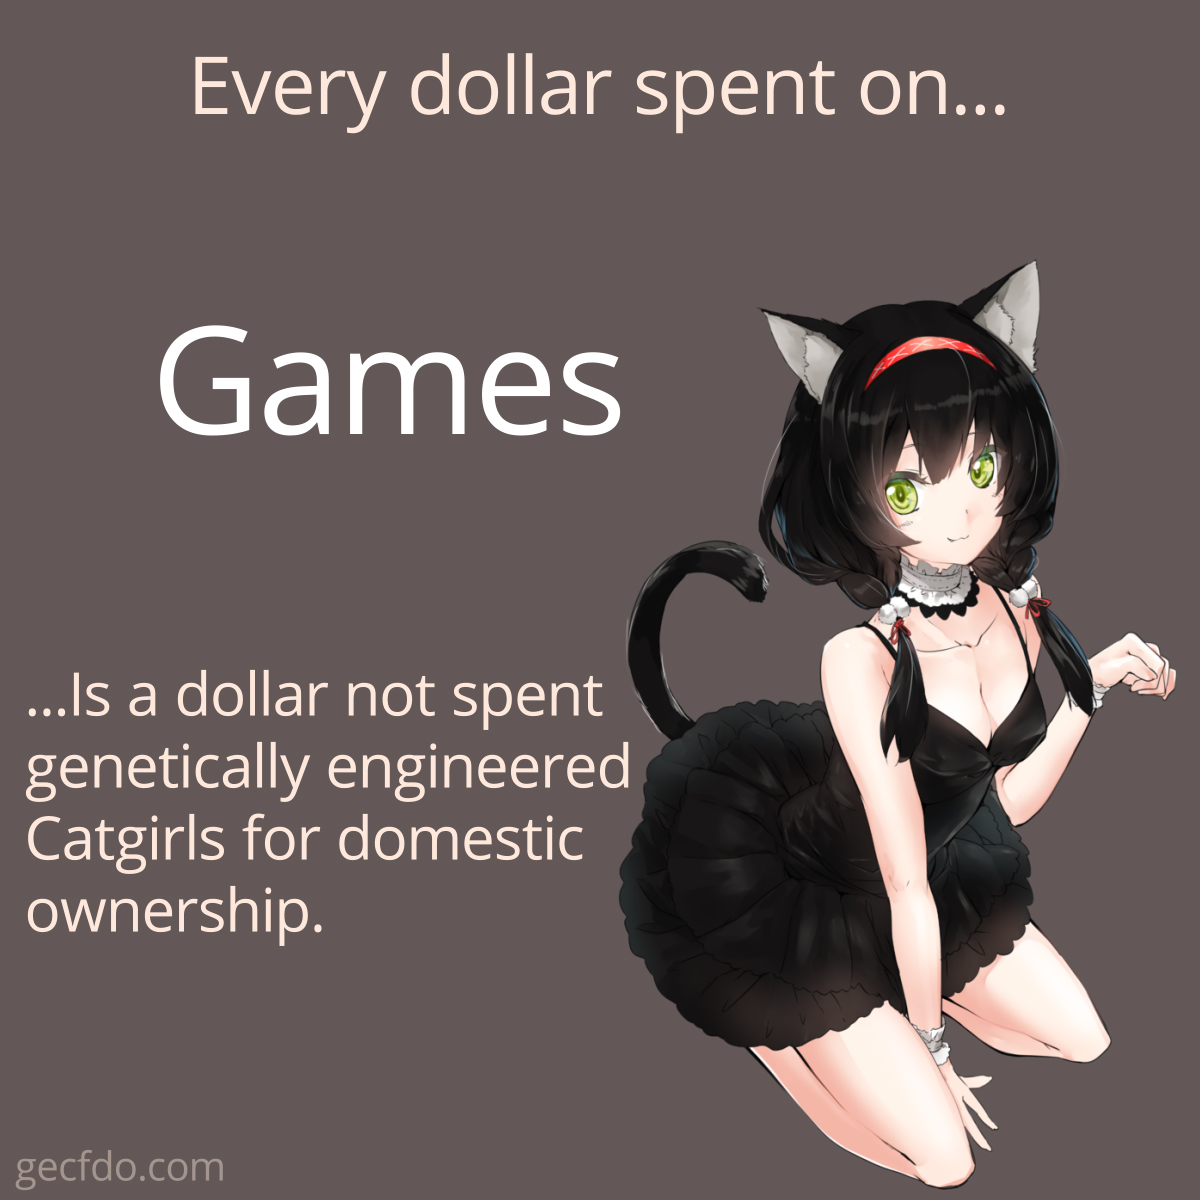 Every dollar spent on...
Games
...Is a dollar not spent
genetically engineered
Catgirls for domestic
ownership.
gecfdo.com